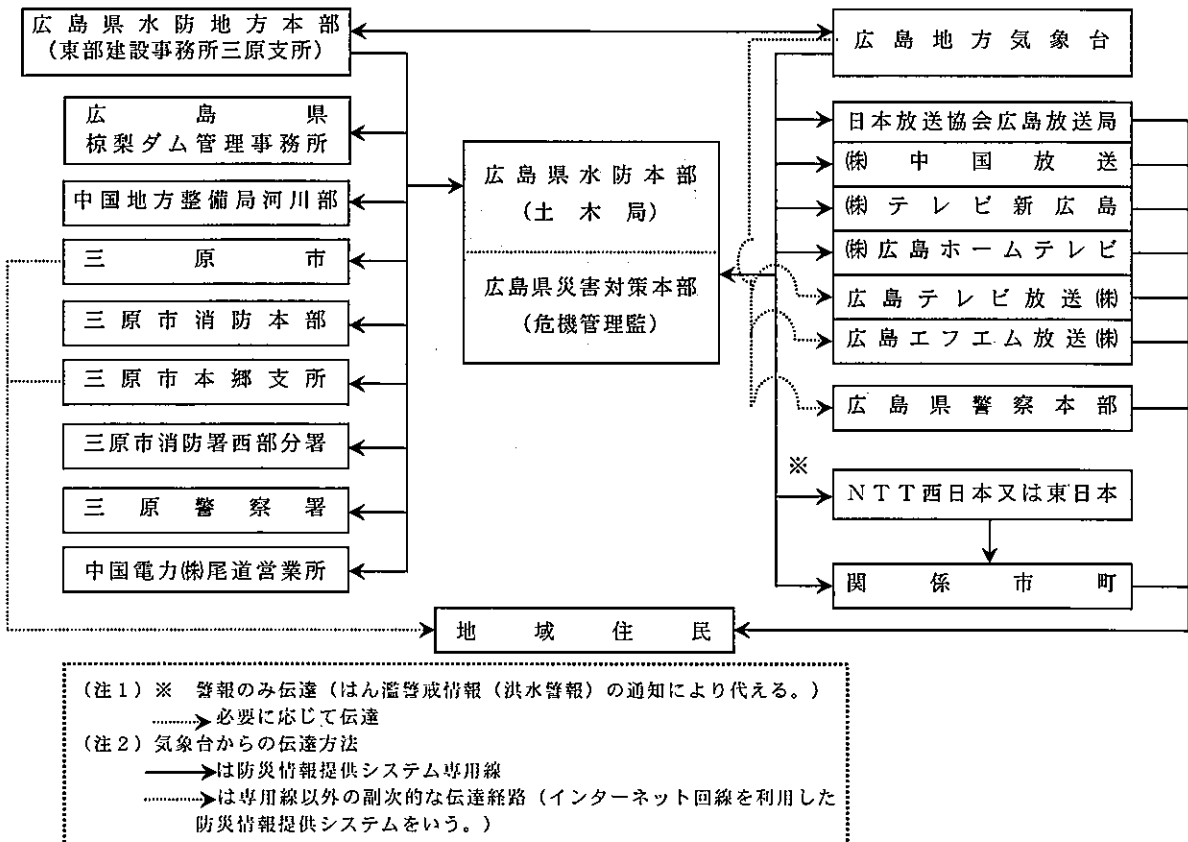 広島県水防地方本部
(東部建設事務所三原支所)
広島県
椋梨ダム管理事務所
中国地方整備局河川部
三原市
三原市消防本部
三原市本郷支所
三原市消防署西部分署
三原警察署
中国電力㈱尾道営業所
広島県水防本部
(土木局)
広島県災害対策本部
(危機管理監)
広島地方気象台
日本放送協会広島放送局
㈱中国放送
㈱テレビ新広島
㈱広島ホームテレビ
広島テレビ放送㈱
広島エフエム放送㈱
広島県警察本部
※
NTT西日本又は東日本
関係市町
地域住民
(注1)※ 警報のみ伝達(はん濫警戒情報(洪水警報)の通知により代える。)
必要に応じて伝達
(注2)気象台からの伝達方法
は防災情報提供システム専用線
は専用線以外の副次的な伝達経路(インターネット回線を利用した
防災情報提供システムをいう。)